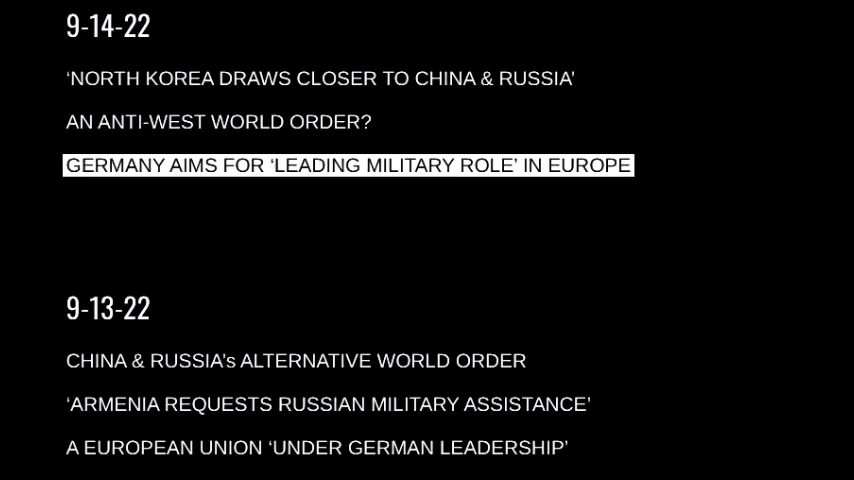 9-14-22
‘NORTH KOREA DRAWS CLOSER TO CHINA & RUSSIA’
AN ANTI-WEST WORLD ORDER?
GERMANY AIMS FOR ‘LEADING MILITARY ROLE’ IN EUROPE
9-13-22
CHINA & RUSSIA’s ALTERNATIVE WORLD ORDER
‘ARMENIA REQUESTS RUSSIAN MILITARY ASSISTANCE’
A EUROPEAN UNION ‘UNDER GERMAN LEADERSHIP’